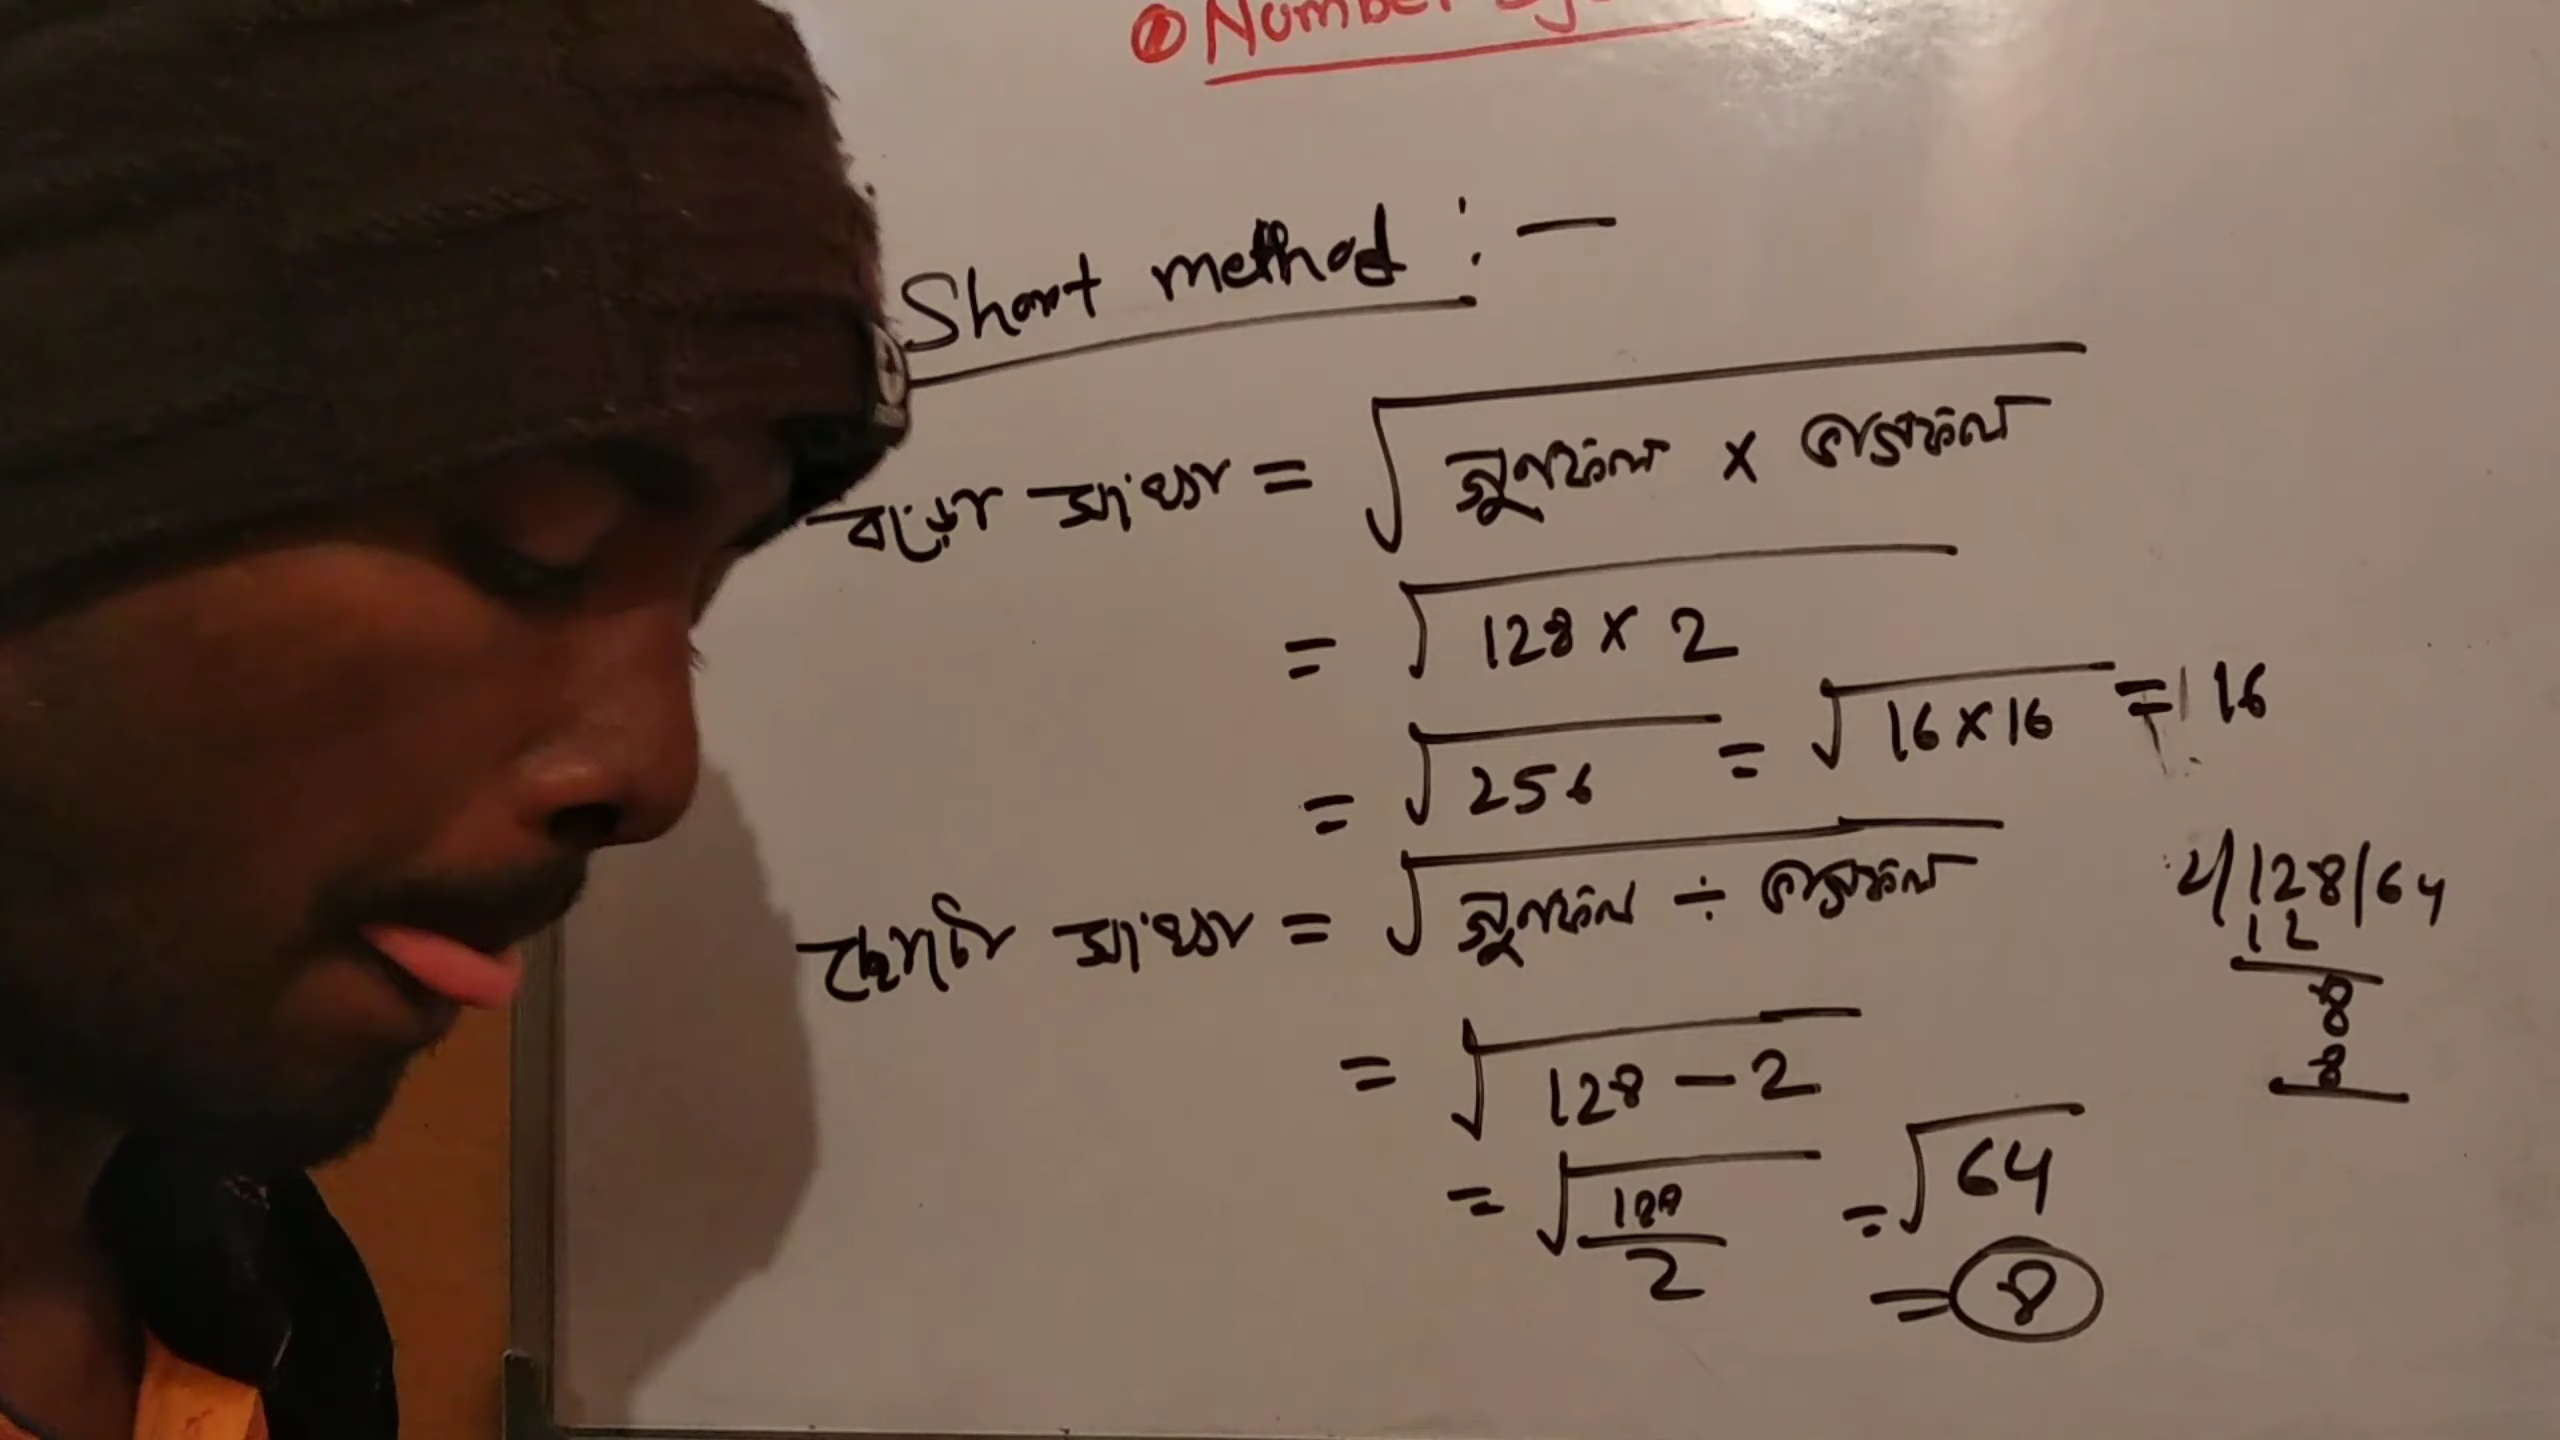 Number
Short method :-
বড়ো সংখ্যা = √গুণফল × ভাগফল
= √128 × 2
= √256 = √16 × 16 = 16
ছোটো সংখ্যা = √গুণফল ÷ ভাগফল
= √128 - 2
= √128/2 = √64
= 8
2)128(64
12
8
8